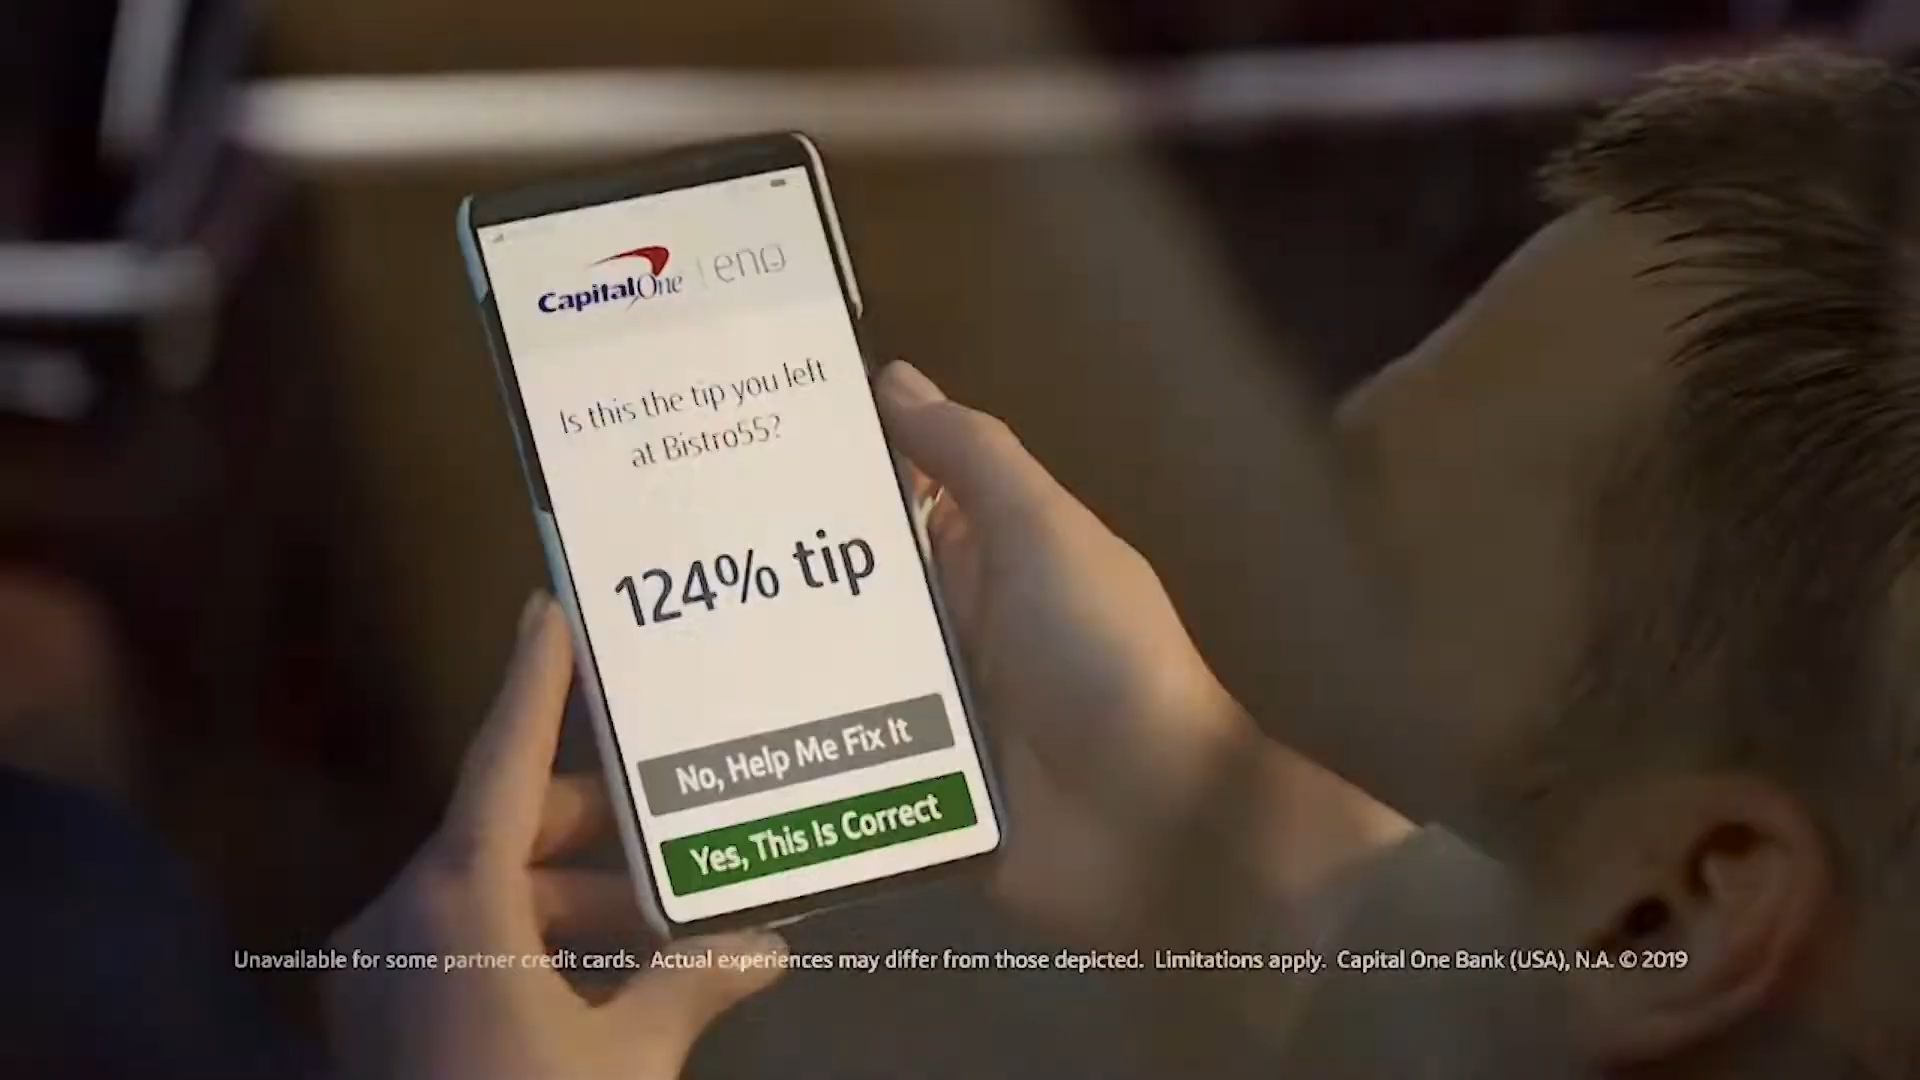 CapitalOne | eno
Is this the tip you left
at Bistro55?
124% tip
No, Help Me Fix It
Yes, This Is Correct
Unavailable for some partner credit cards. Actual experiences may differ from those depicted. Limitations apply. Capital One Bank (USA), N.A. © 2019